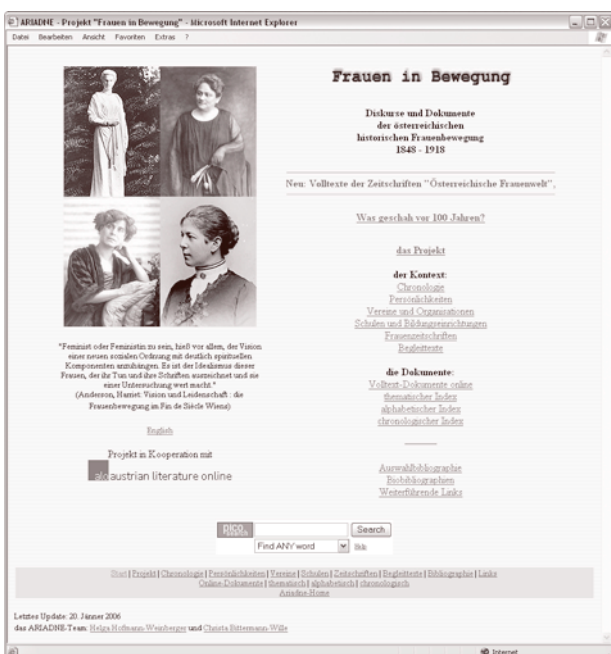 ARIADNE - Projekt "Frauen in Bewegung" - Microsoft Internet Explorer
Datei Bearbeiten Ansicht Favoriten Extras ?
Frauen in Bewegung
Diskurse und Dokumente
der österreichischen
historischen Frauenbewegung
1848 - 1918
Neu: Volltexte der Zeitschriften "Österreichische Frauenwelt",
Was geschah vor 100 Jahren?
das Projekt
der Kontext:
Chronologie
Persönlichkeiten
Vereine und Organisationen
Schulen und Bildungseinrichtungen
Frauenzeitschriften
Begleittexte
die Dokumente:
Volltext-Dokumente online
thematischer Index
alphabetischer Index
chronologischer Index
Auswahlbibliographie
Biobibliographien
Weiterführende Links
"Feminist oder Feministin zu sein, hieß vor allem, der Vision
einer neuen sozialen Ordnung mit deutlich spirituellen
Komponenten anzuhängen. Es ist der Idealismus dieser
Frauen, der ihr Tun und ihre Schriften auszeichnet und sie
einer Untersuchung wert macht."
(Anderson, Harriet: Vision und Leidenschaft : die
Frauenbewegung im Fin de Siècle Wiens)
English
Projekt in Kooperation mit
alo austrian literature online
pico search Search
Find ANY word Help
Start | Projekt | Chronologie | Persönlichkeiten | Vereine | Schulen | Zeitschriften | Begleittexte | Bibliographie | Links
Online-Dokumente | thematisch | alphabetisch | chronologisch
Ariadne-Home
Letztes Update: 20. Jänner 2006
das ARIADNE-Team: Helga Hofmann-Weinberger und Christa Bittermann-Wille
Internet